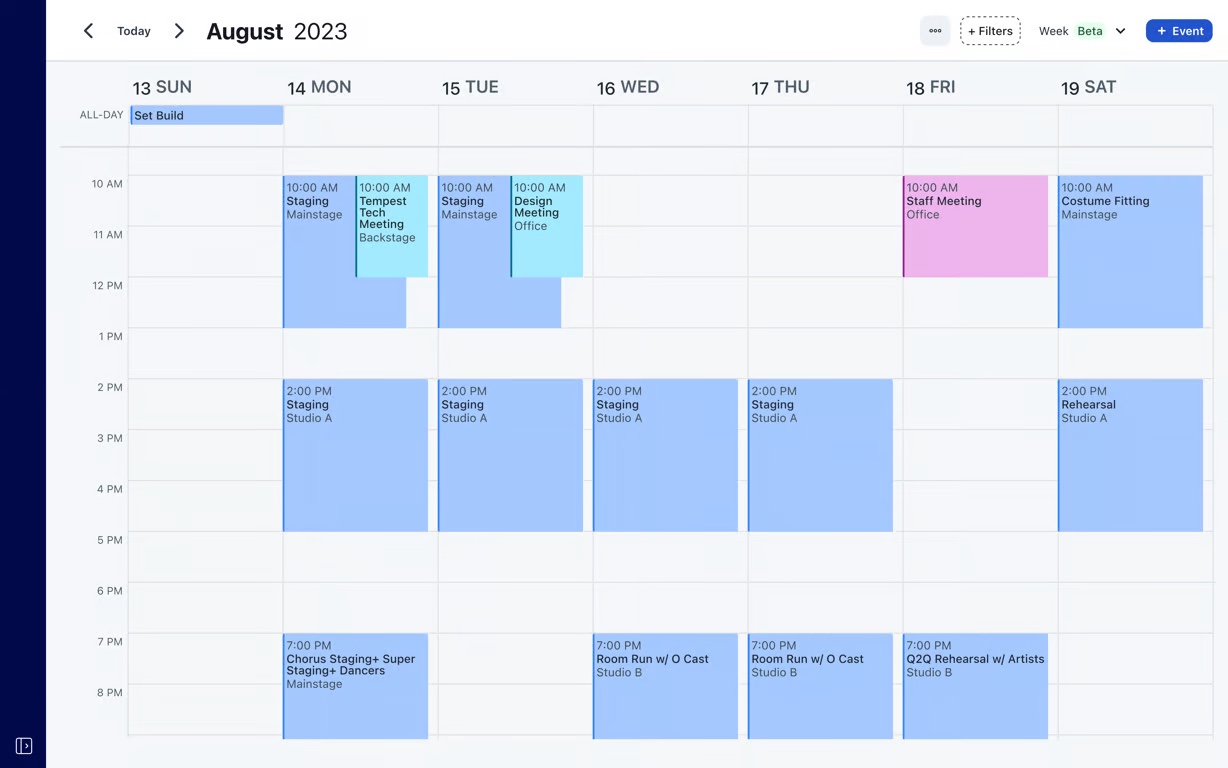 Today
August 2023
+ Filters
Week Beta
+ Event
13 SUN
14 MON
15 TUE
16 WED
17 THU
18 FRI
19 SAT
ALL-DAY
Set Build
10 AM
11 AM
12 PM
1 PM
2 PM
3 PM
4 PM
5 PM
6 PM
7 PM
8 PM
10:00 AM
Staging
Mainstage
10:00 AM
Tempest
Tech
Meeting
Backstage
10:00 AM
Staging
Mainstage
10:00 AM
Design
Meeting
Office
10:00 AM
Staff Meeting
Office
10:00 AM
Costume Fitting
Mainstage
2:00 PM
Staging
Studio A
2:00 PM
Staging
Studio A
2:00 PM
Staging
Studio A
2:00 PM
Staging
Studio A
2:00 PM
Rehearsal
Studio A
7:00 PM
Chorus Staging+ Super
Staging+ Dancers
Mainstage
7:00 PM
Room Run w/ O Cast
Studio B
7:00 PM
Room Run w/ O Cast
Studio B
7:00 PM
Q2Q Rehearsal w/ Artists
Studio B